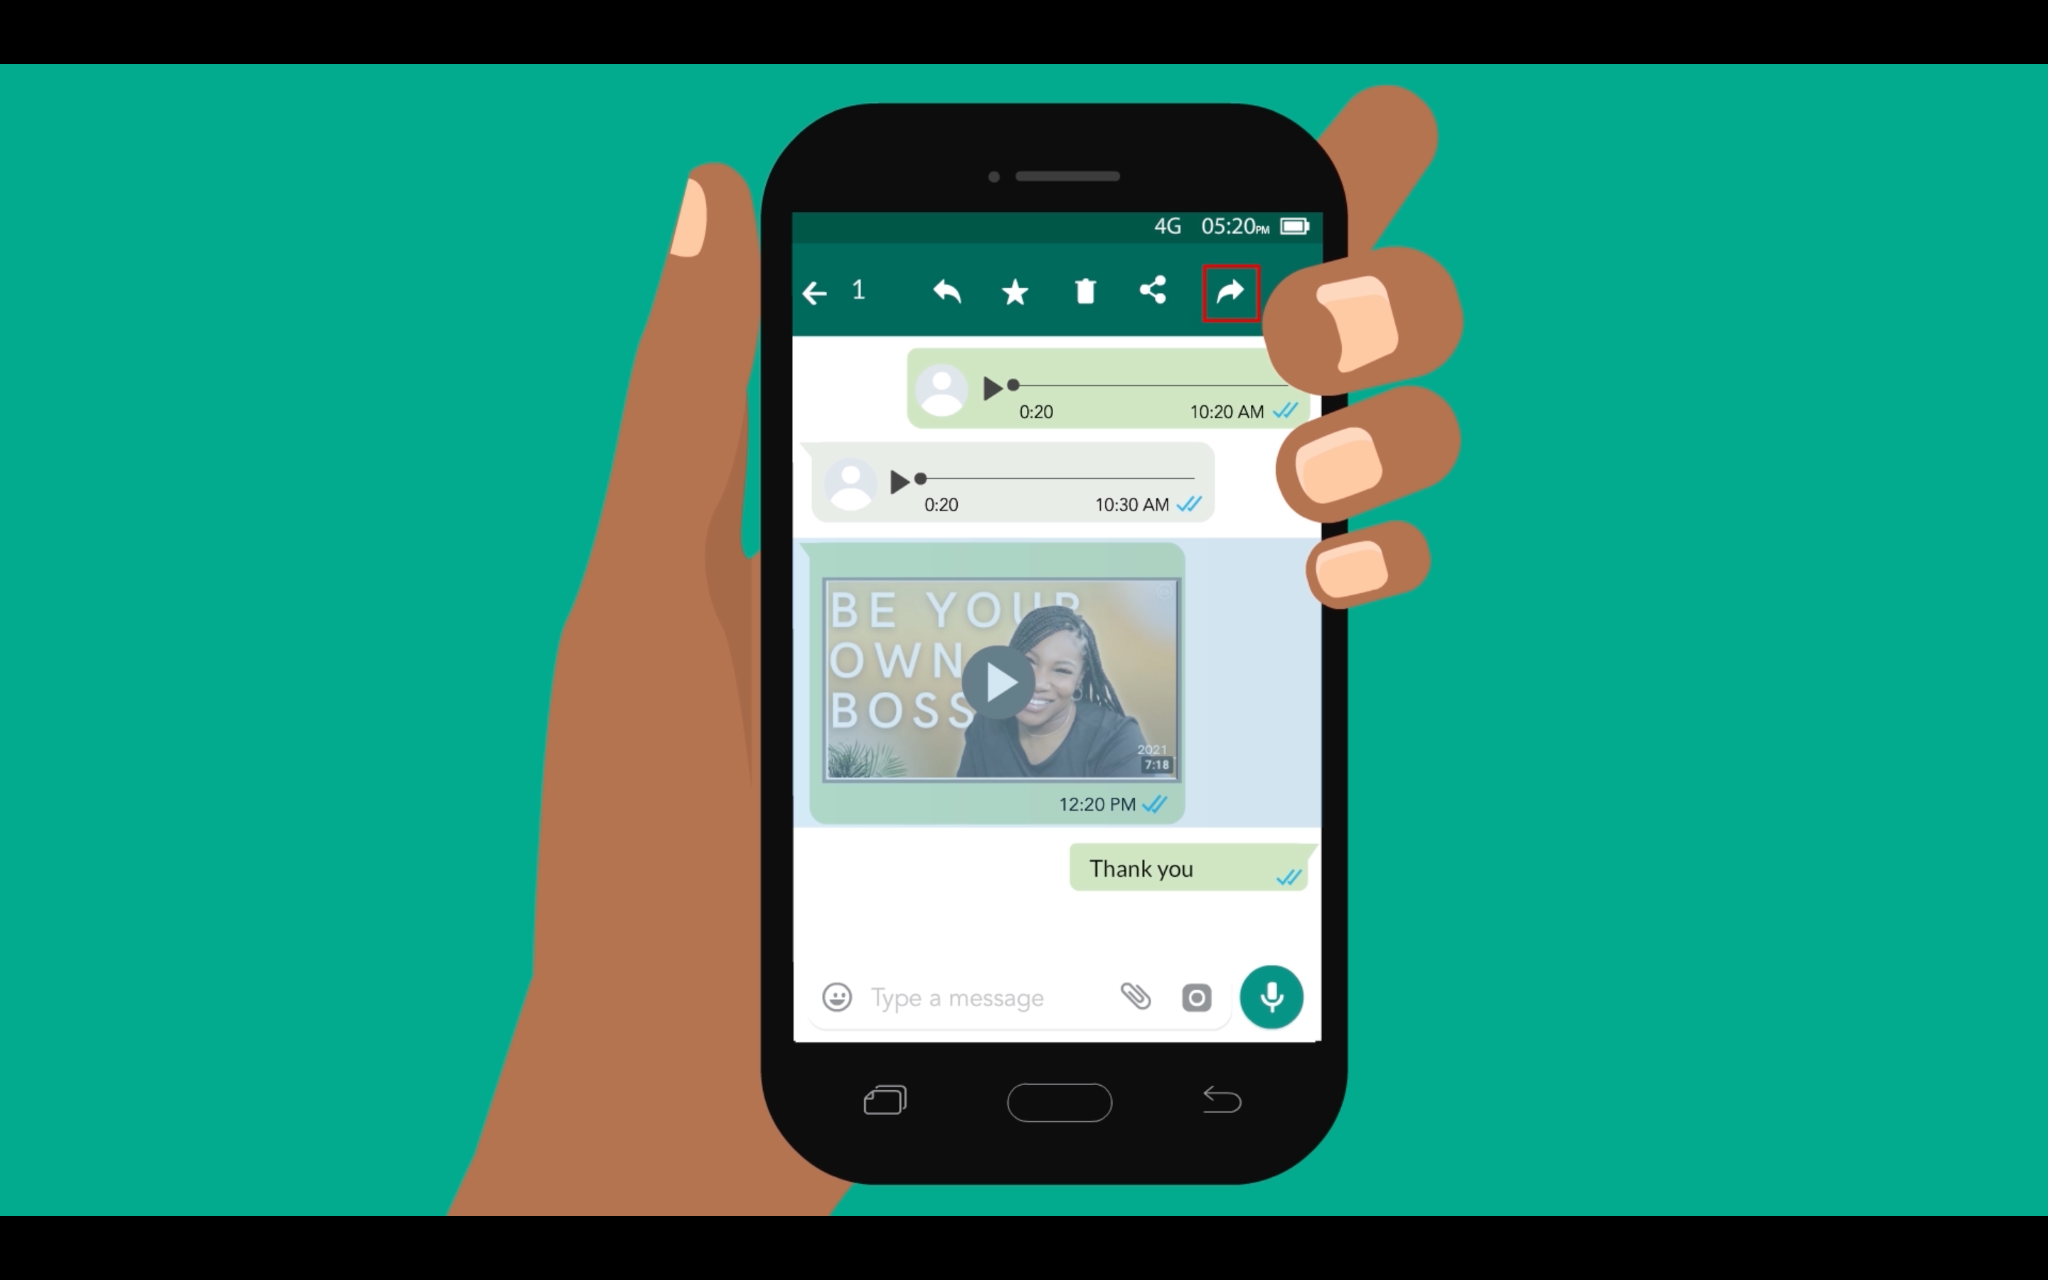 4G 05:20PM
1
0:20 10:20 AM
0:20 10:30 AM
BE YOUR
OWN
BOSS
2021
7:18
12:20 PM
Thank you
Type a message